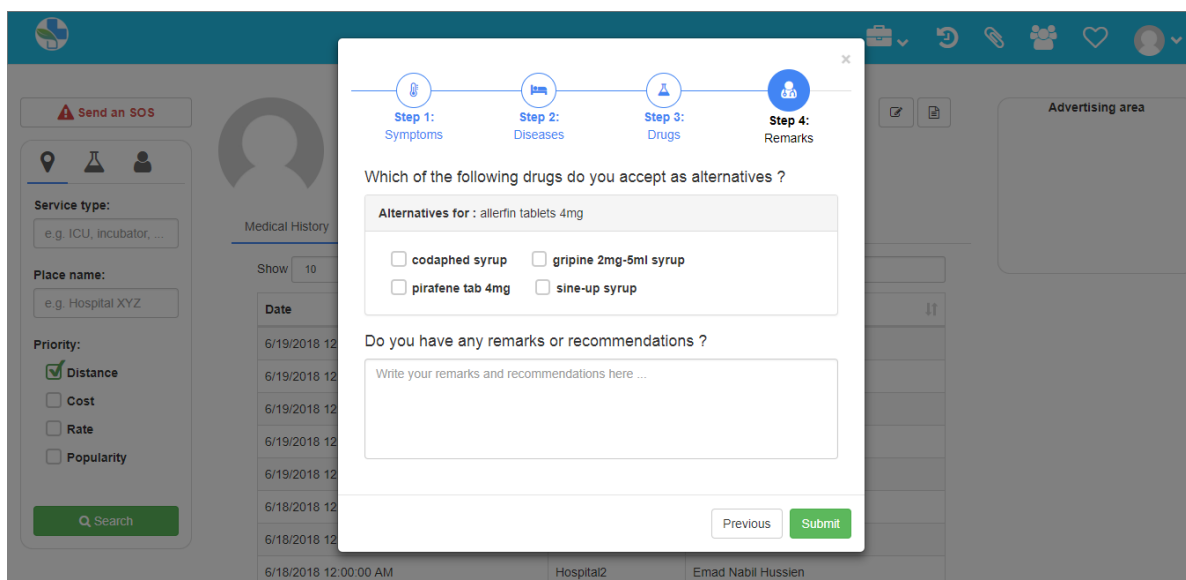 Send an SOS
Service type:
e.g. ICU, incubator, ...
Place name:
e.g. Hospital XYZ
Priority:
Distance
Cost
Rate
Popularity
Search
Medical History
Show 10
Date
6/19/2018 12
6/19/2018 12
6/19/2018 12
6/19/2018 12
6/19/2018 12
6/18/2018 12
6/18/2018 12
6/18/2018 12:00:00 AM Hospital2 Emad Nabil Hussien
×
Step 1: Step 2: Step 3: Step 4:
Symptoms Diseases Drugs Remarks
Which of the following drugs do you accept as alternatives ?
Alternatives for : allerfin tablets 4mg
codaphed syrup gripine 2mg-5ml syrup
pirafene tab 4mg sine-up syrup
Do you have any remarks or recommendations ?
Write your remarks and recommendations here ...
Previous Submit
Advertising area